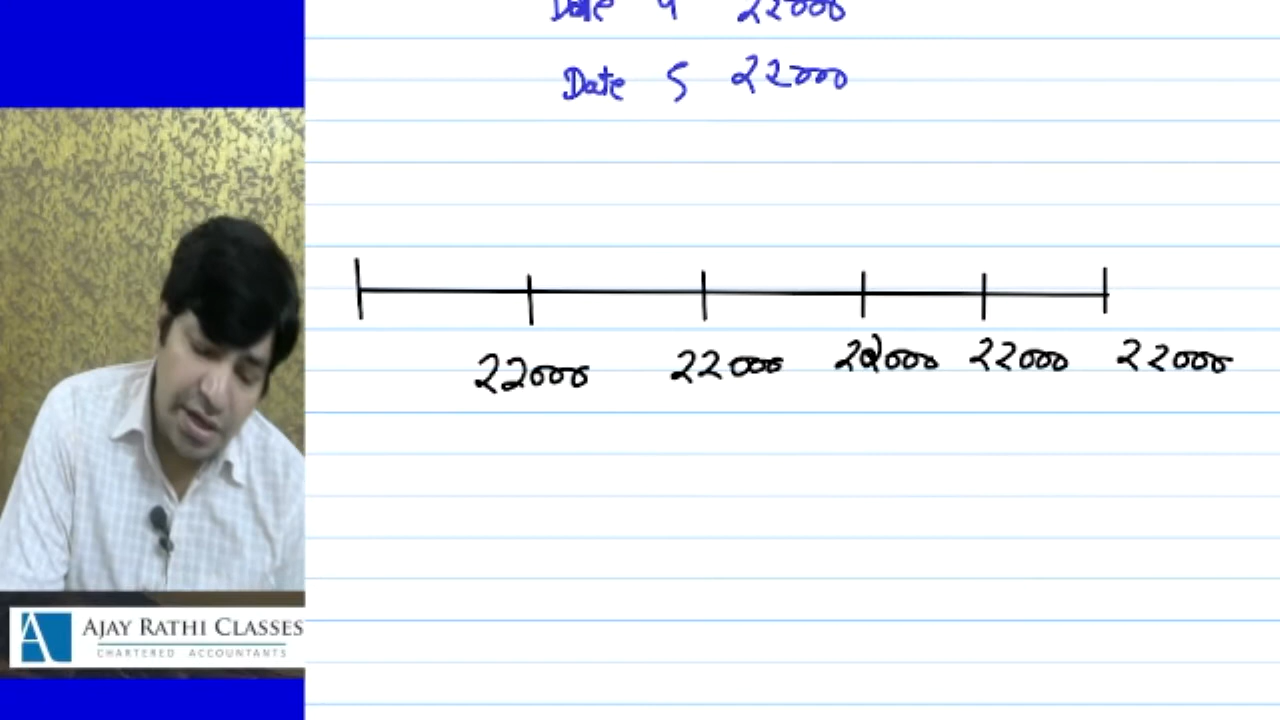 Date 4 22000
Date 5 22000
22000 22000 22000 22000 22000
AJAY RATHI CLASSES
CHARTERED ACCOUNTANTS